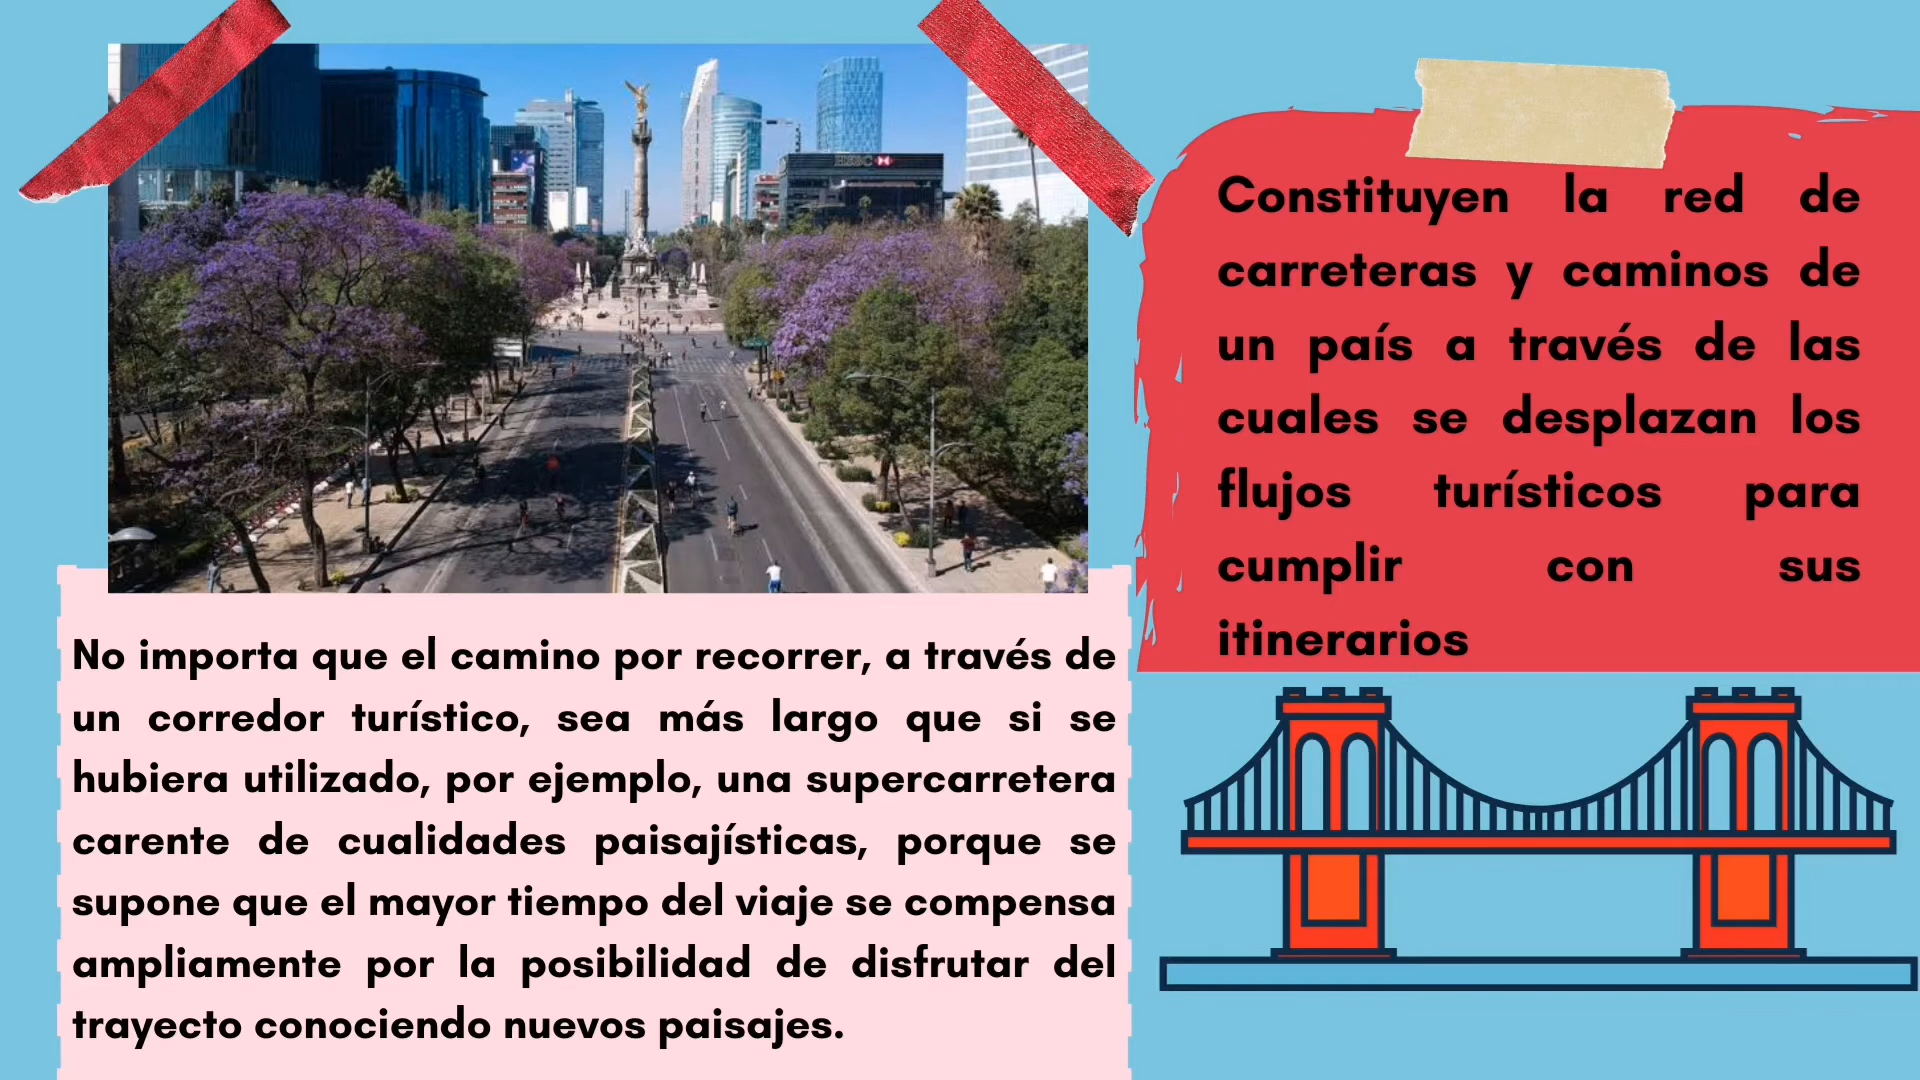 HSBC
Constituyen la red de
carreteras y caminos de
un país a través de las
cuales se desplazan los
flujos turísticos para
cumplir con sus
itinerarios
No importa que el camino por recorrer, a través de
un corredor turístico, sea más largo que si se
hubiera utilizado, por ejemplo, una supercarretera
carente de cualidades paisajísticas, porque se
supone que el mayor tiempo del viaje se compensa
ampliamente por la posibilidad de disfrutar del
trayecto conociendo nuevos paisajes.